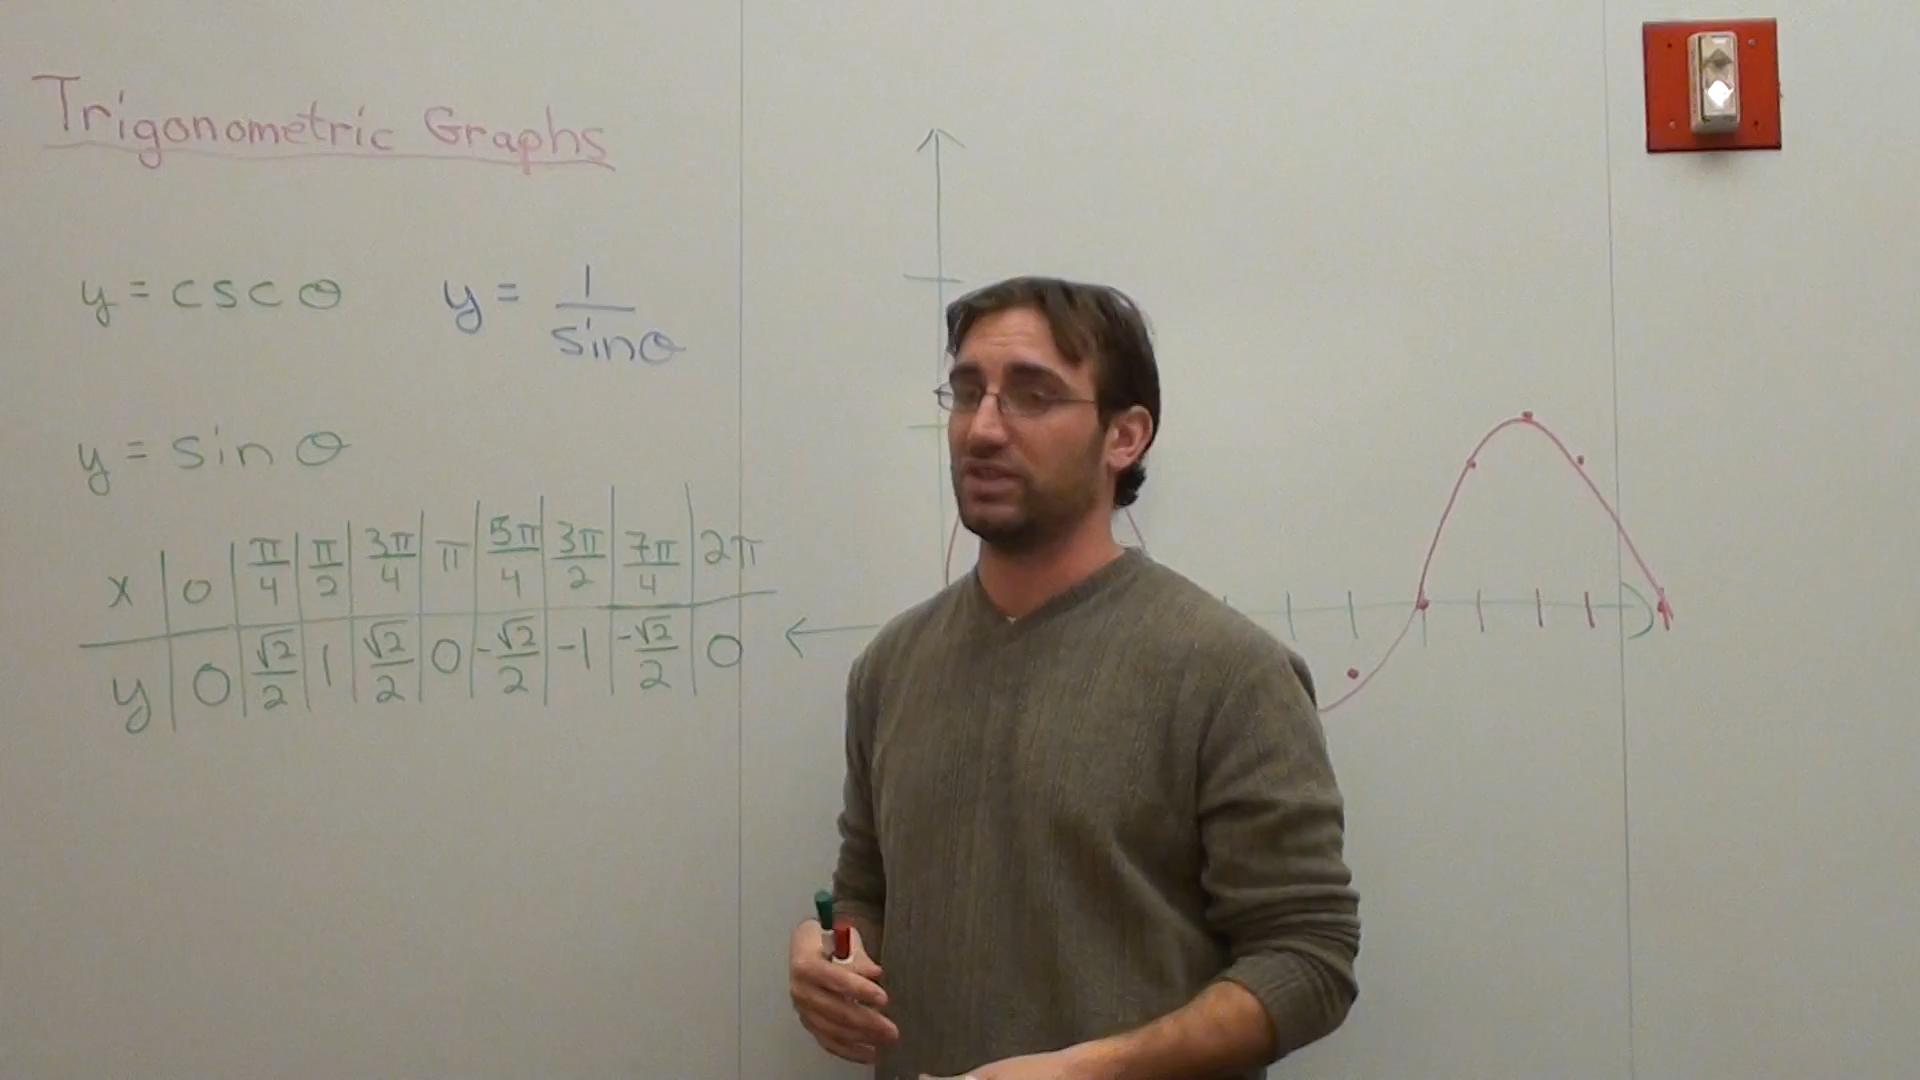 Trigonometric Graphs
y = csc θ
y = 1/sin θ
y = sin θ
x | 0 | π/4 | π/2 | 3π/4 | π | 5π/4 | 3π/2 | 7π/4 | 2π
y | 0 | √2/2 | 1 | √2/2 | 0 | -√2/2 | -1 | -√2/2 | 0